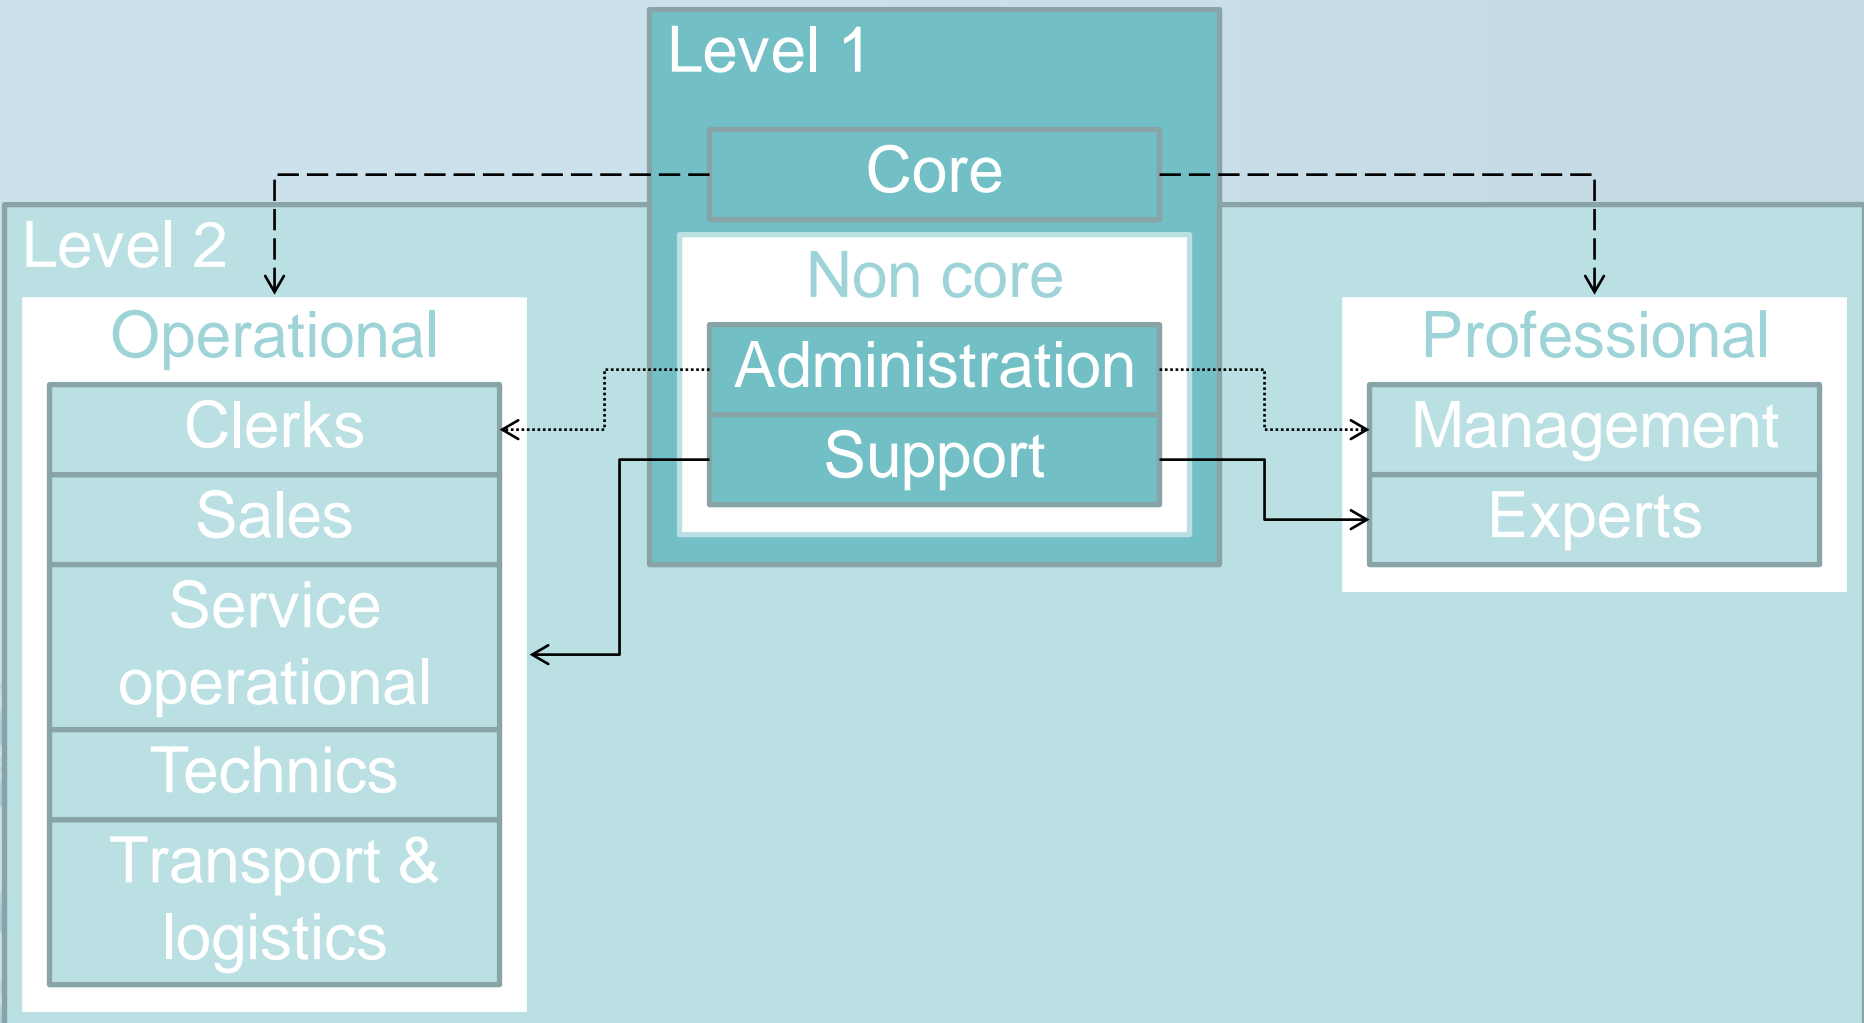 Level 1
Core
Non core
Administration
Support
Level 2
Operational
Clerks
Sales
Service
operational
Technics
Transport &
logistics
Professional
Management
Experts